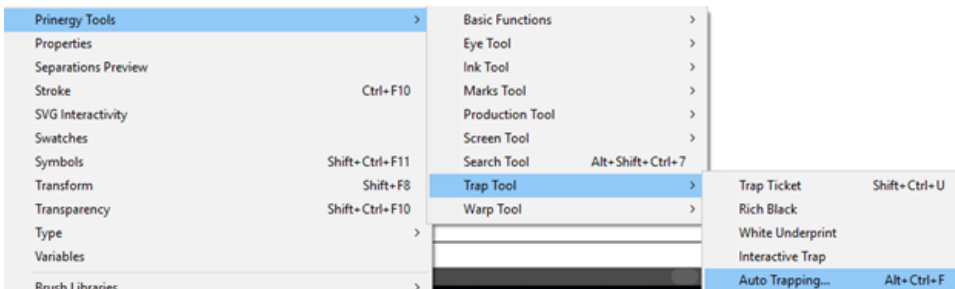 Prinergy Tools
Properties
Separations Preview
Stroke Ctrl+F10
SVG Interactivity
Swatches
Symbols Shift+Ctrl+F11
Transform Shift+F8
Transparency Shift+Ctrl+F10
Type
Variables
Brush Libraries
Basic Functions
Eye Tool
Ink Tool
Marks Tool
Production Tool
Screen Tool
Search Tool Alt+Shift+Ctrl+7
Trap Tool
Warp Tool
Trap Ticket Shift+Ctrl+U
Rich Black
White Underprint
Interactive Trap
Auto Trapping... Alt+Ctrl+F